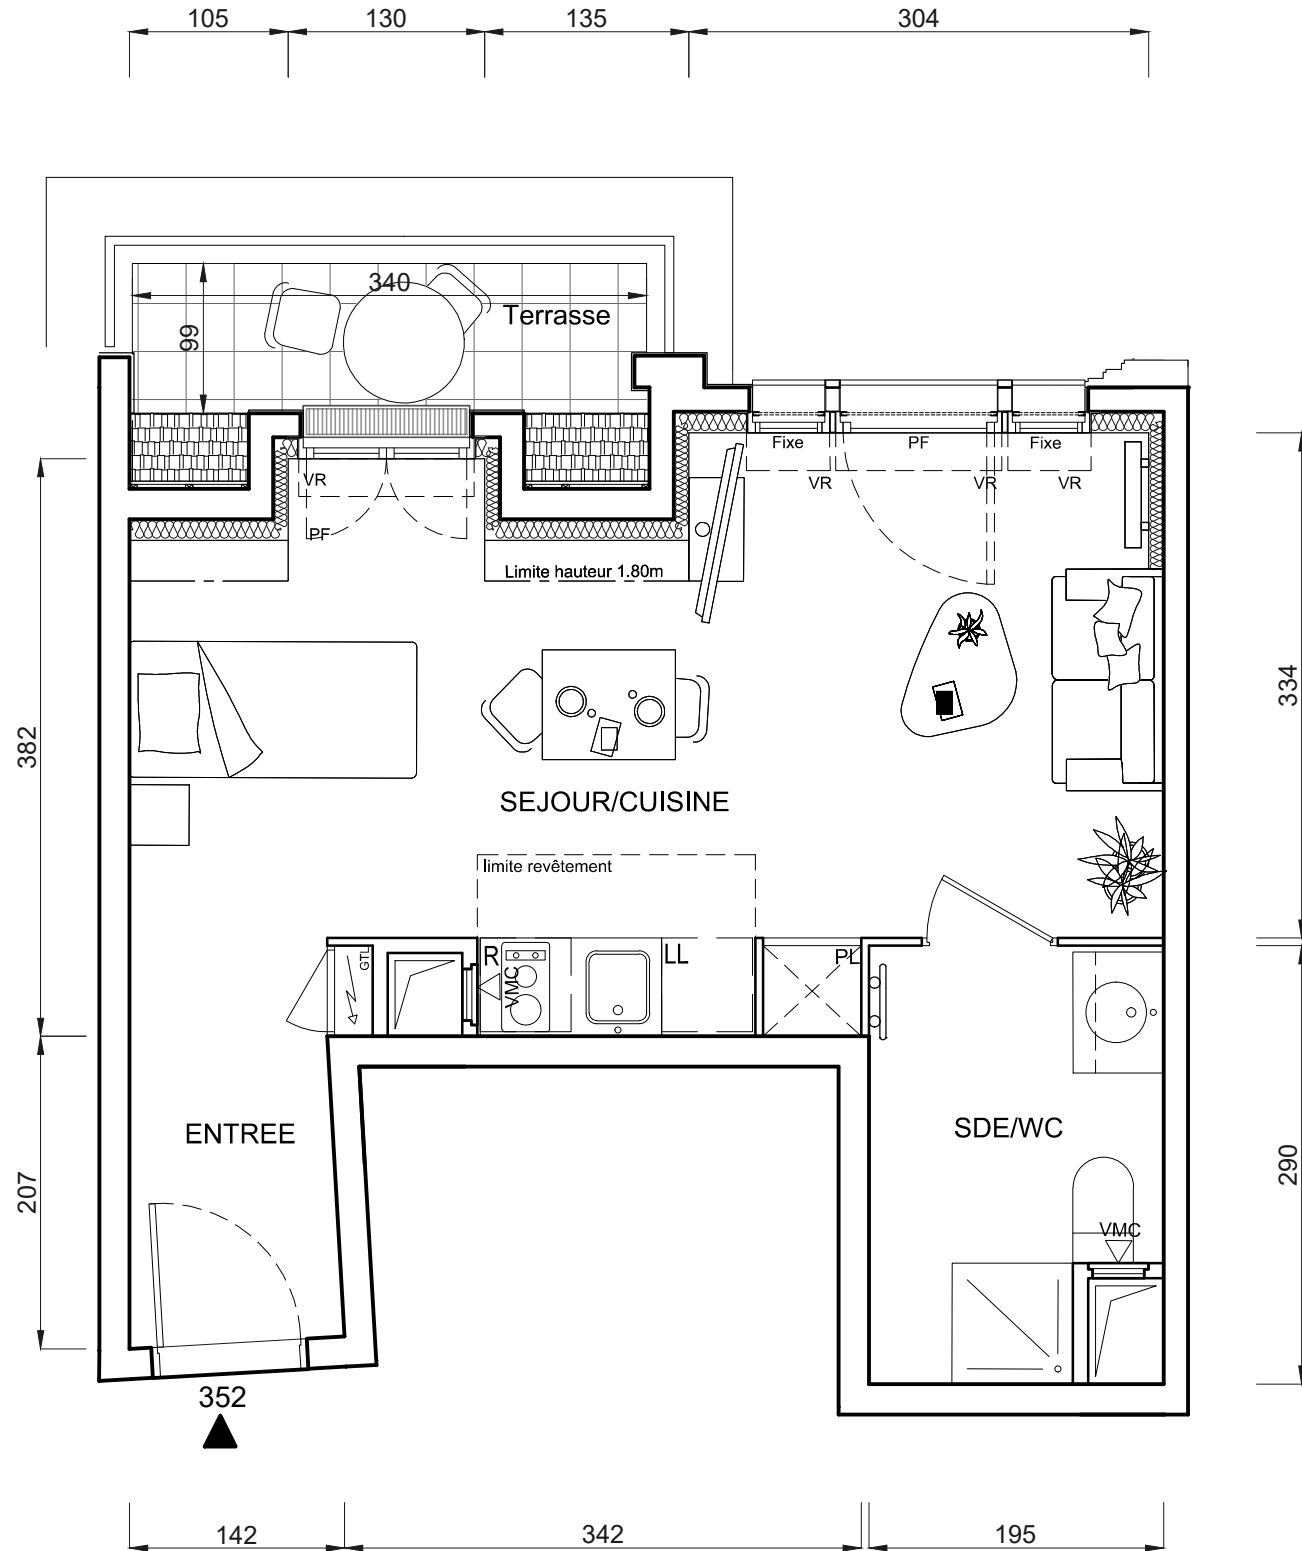 105
130
135
304
340
Terrasse
99
Fixe
PF
Fixe
VR
VR
VR
VR
PF
Limite hauteur 1.80m
382
334
SEJOUR/CUISINE
limite revêtement
GTL
R
VMC
LL
PL
ENTREE
SDE/WC
207
290
VMC
352
142
342
195